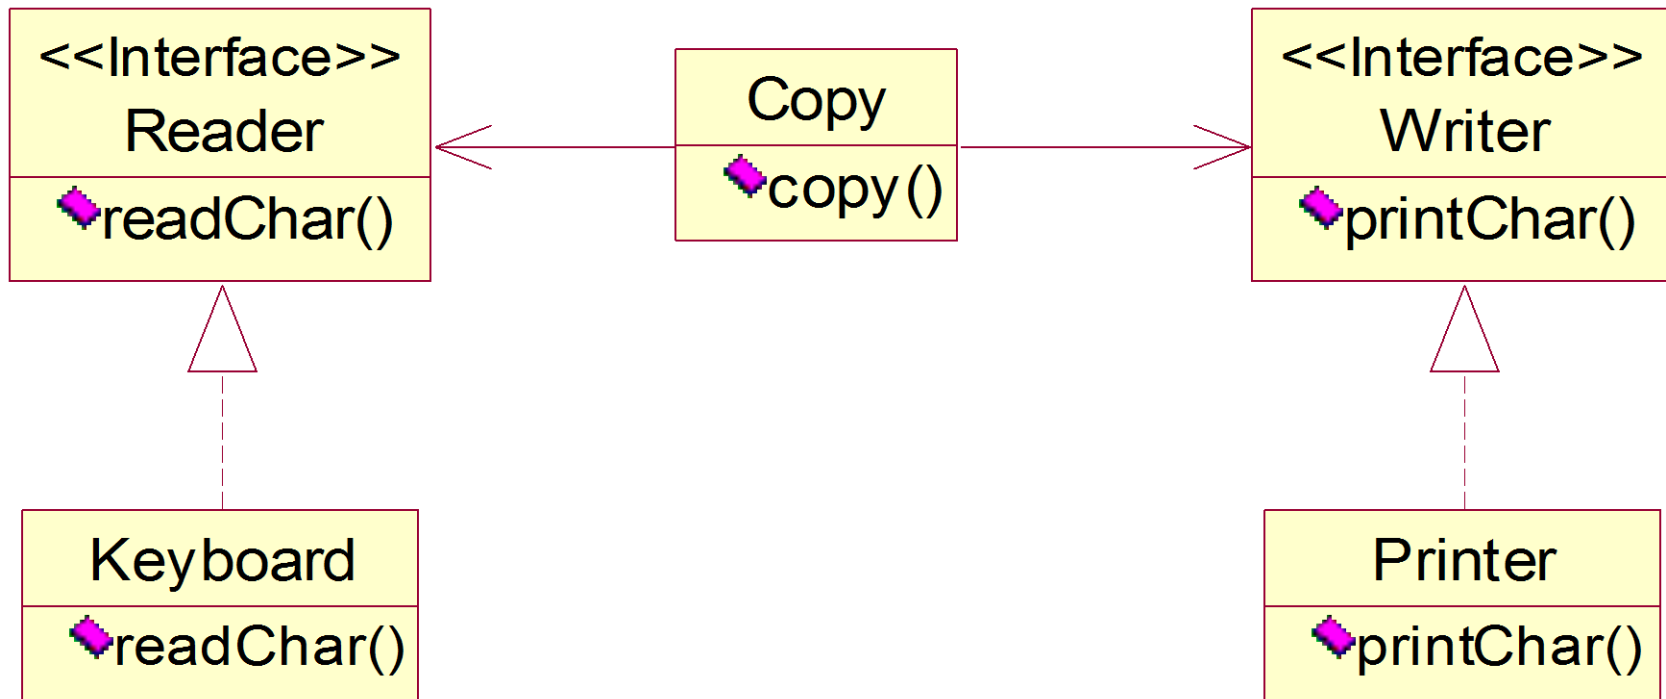 <<Interface>>
Reader
readChar()
Copy
copy()
<<Interface>>
Writer
printChar()
Keyboard
readChar()
Printer
printChar()